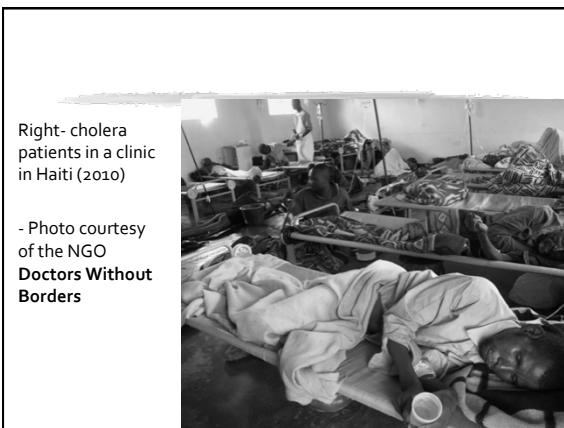 Right- cholera
patients in a clinic
in Haiti (2010)
- Photo courtesy
of the NGO
Doctors Without
Borders